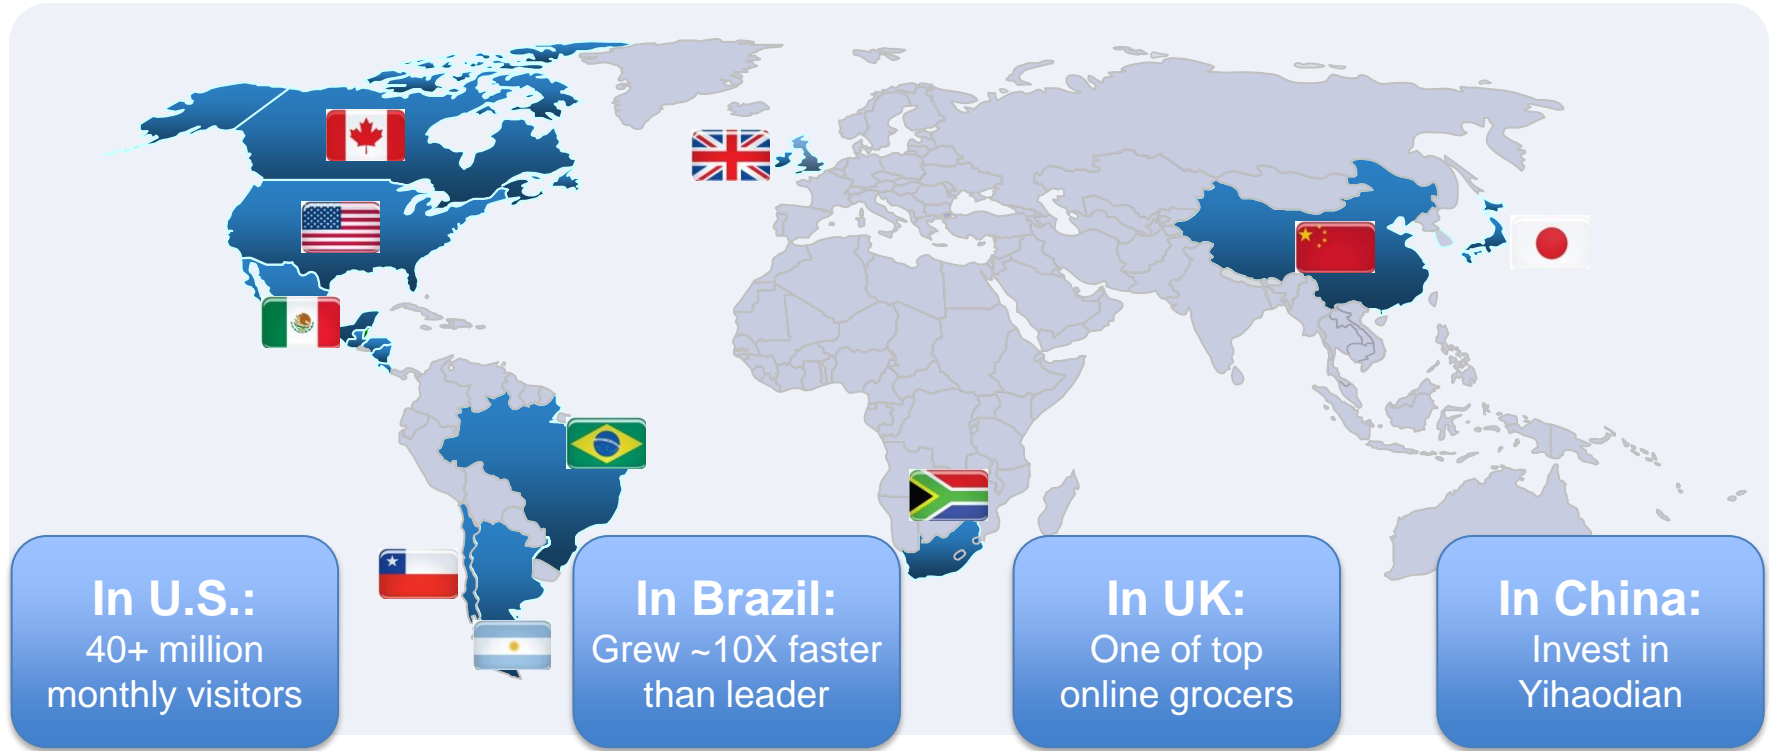 In U.S.:
40+ million
monthly visitors
In Brazil:
Grew ~10X faster
than leader
In UK:
One of top
online grocers
In China:
Invest in
Yihaodian